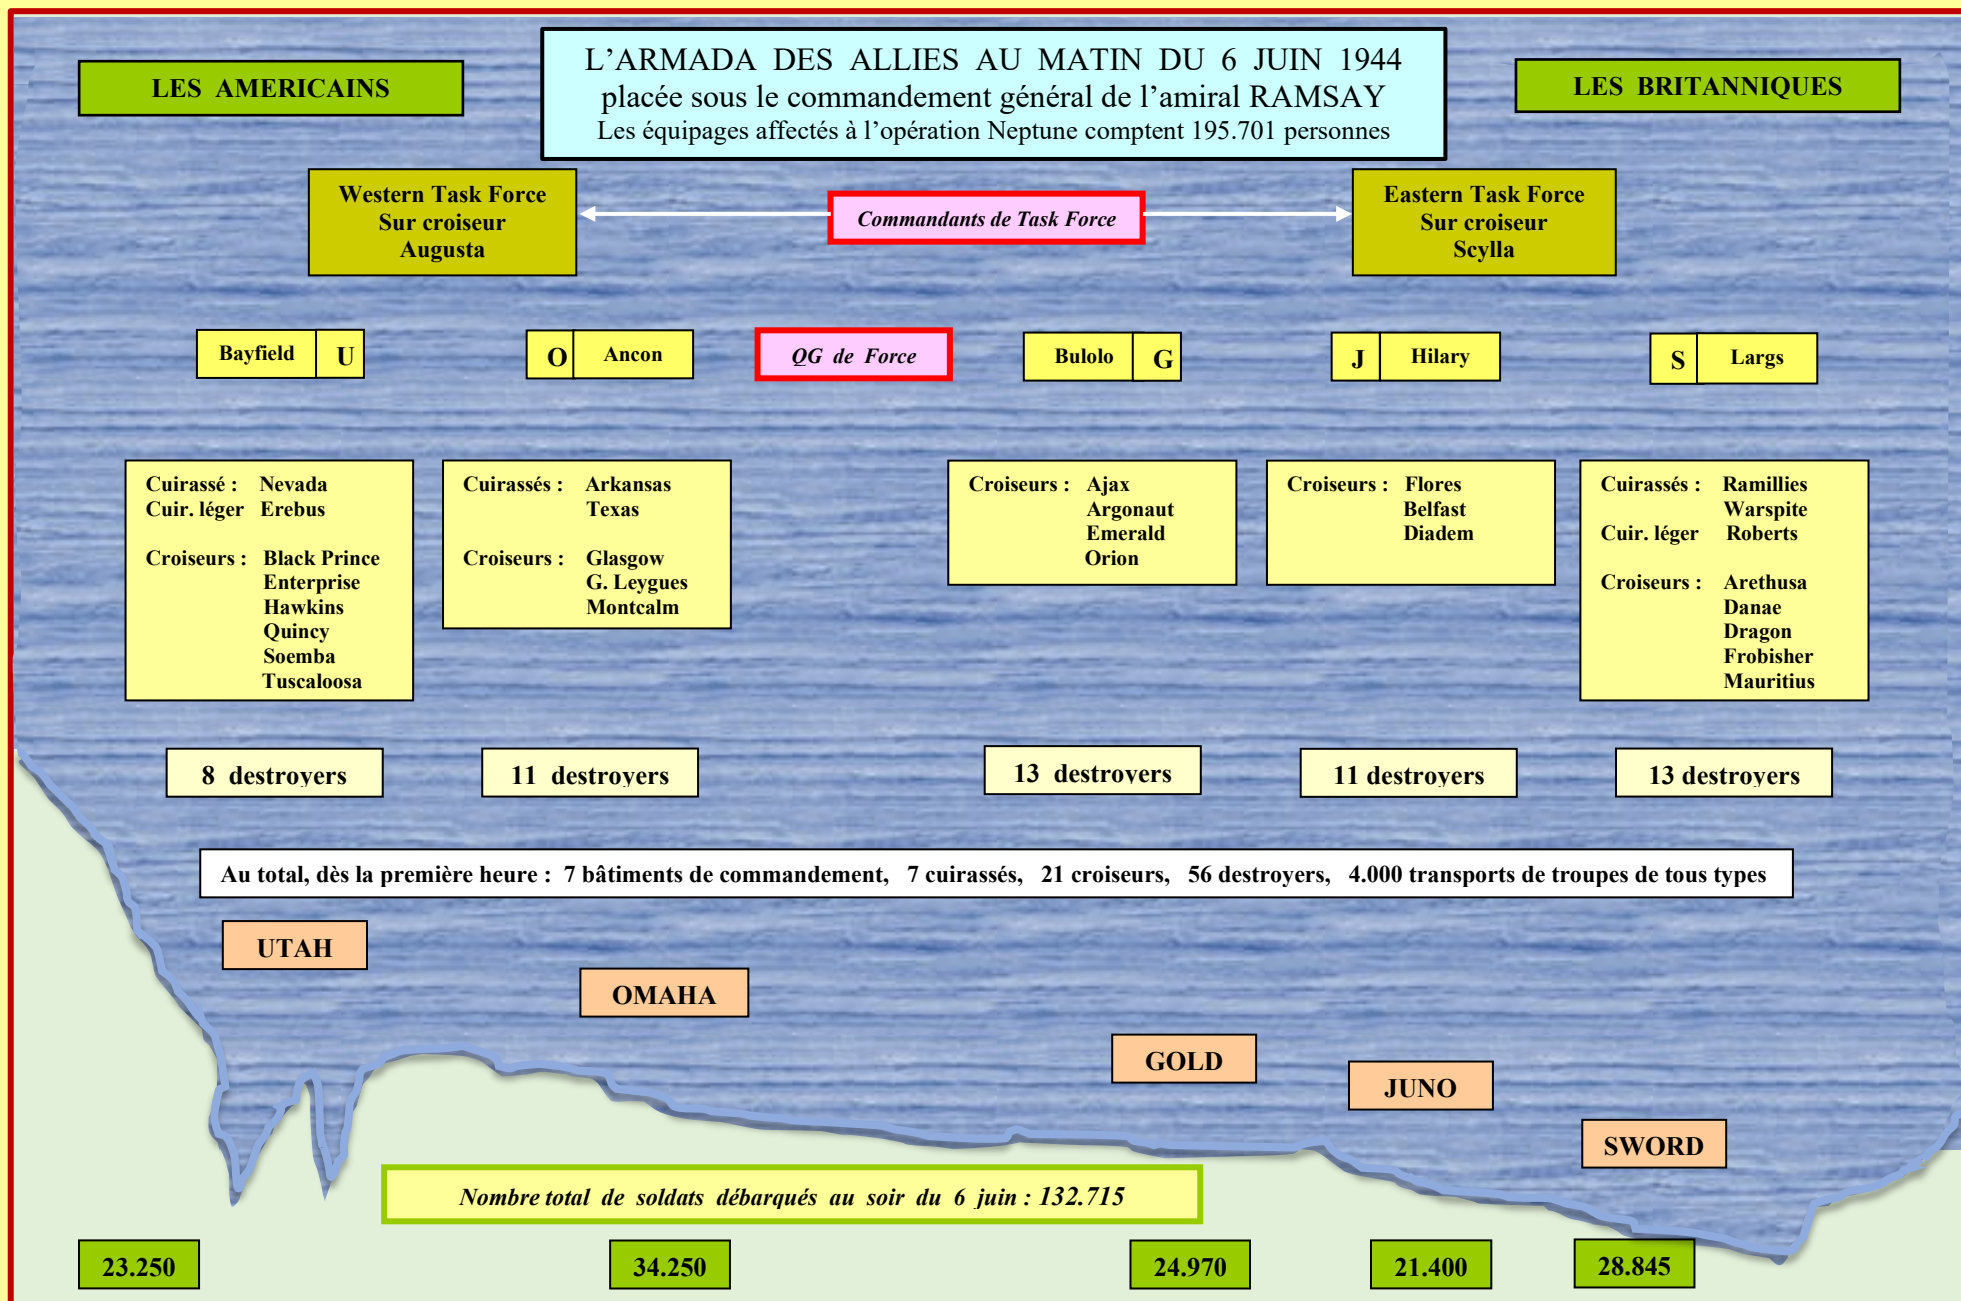 L'ARMADA DES ALLIES AU MATIN DU 6 JUIN 1944
placée sous le commandement général de l'amiral RAMSAY
Les équipages affectés à l'opération Neptune comptent 195.701 personnes
LES AMERICAINS
LES BRITANNIQUES
Western Task Force
Sur croiseur
Augusta
Commandants de Task Force
Eastern Task Force
Sur croiseur
Scylla
Bayfield U
O Ancon
QG de Force
Bulolo G
J Hilary
S Largs
Cuirassé : Nevada
Cuir. léger Erebus
Croiseurs : Black Prince
Enterprise
Hawkins
Quincy
Soemba
Tuscaloosa
Cuirassés : Arkansas
Texas
Croiseurs : Glasgow
G. Leygues
Montcalm
Croiseurs : Ajax
Argonaut
Emerald
Orion
Croiseurs : Flores
Belfast
Diadem
Cuirassés : Ramillies
Warspite
Cuir. léger Roberts
Croiseurs : Arethusa
Danae
Dragon
Frobisher
Mauritius
8 destroyers
11 destroyers
13 destroyers
11 destroyers
13 destroyers
Au total, dès la première heure : 7 bâtiments de commandement, 7 cuirassés, 21 croiseurs, 56 destroyers, 4.000 transports de troupes de tous types
UTAH
OMAHA
GOLD
JUNO
SWORD
Nombre total de soldats débarqués au soir du 6 juin : 132.715
23.250
34.250
24.970
21.400
28.845